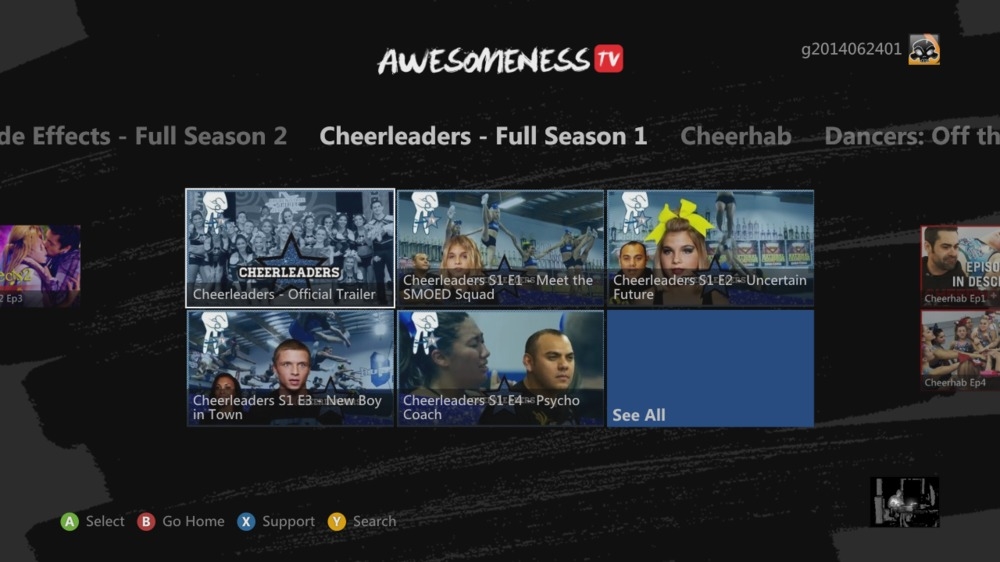 AWESOMENESS TV
g2014062401
de Effects - Full Season 2
Cheerleaders - Full Season 1
Cheerhab
Dancers: Off th
CHEERLEADERS
Cheerleaders - Official Trailer
Cheerleaders S1 E1 - Meet the
SMOED Squad
Cheerleaders S1 E2 - Uncertain
Future
2 Ep3
EPISO
IN DESC
Cheerhab Ep1
Cheerleaders S1 E3 - New Boy
in Town
Cheerleaders S1 E4 - Psycho
Coach
See All
Cheerhab Ep4
A Select
B Go Home
X Support
Y Search